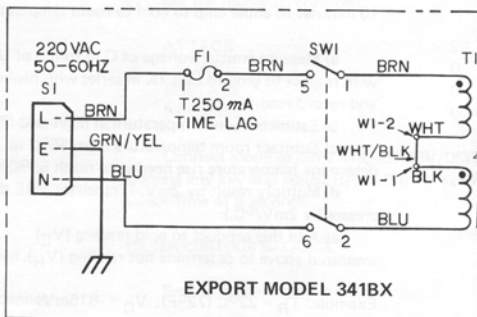 220 VAC
50-60HZ
S1
F1
SW1
T1
BRN
BRN
BRN
1
2
5
1
T250 mA
TIME LAG
L
GRN/YEL
E
BLU
N
W1-2
WHT
WHT/BLK
W1-1
BLK
4
BLU
6
2
EXPORT MODEL 341BX